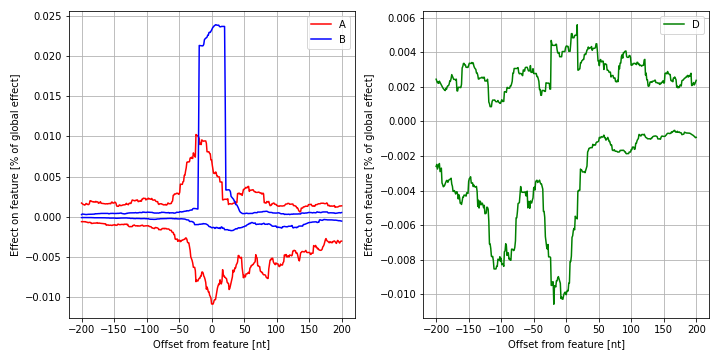 0.025
0.020
0.015
0.010
0.005
0.000
−0.005
−0.010
−200 −150 −100 −50 0 50 100 150 200
Offset from feature [nt]
Effect on feature [% of global effect]
A
B
0.006
0.004
0.002
0.000
−0.002
−0.004
−0.006
−0.008
−0.010
−200 −150 −100 −50 0 50 100 150 200
Offset from feature [nt]
Effect on feature [% of global effect]
D